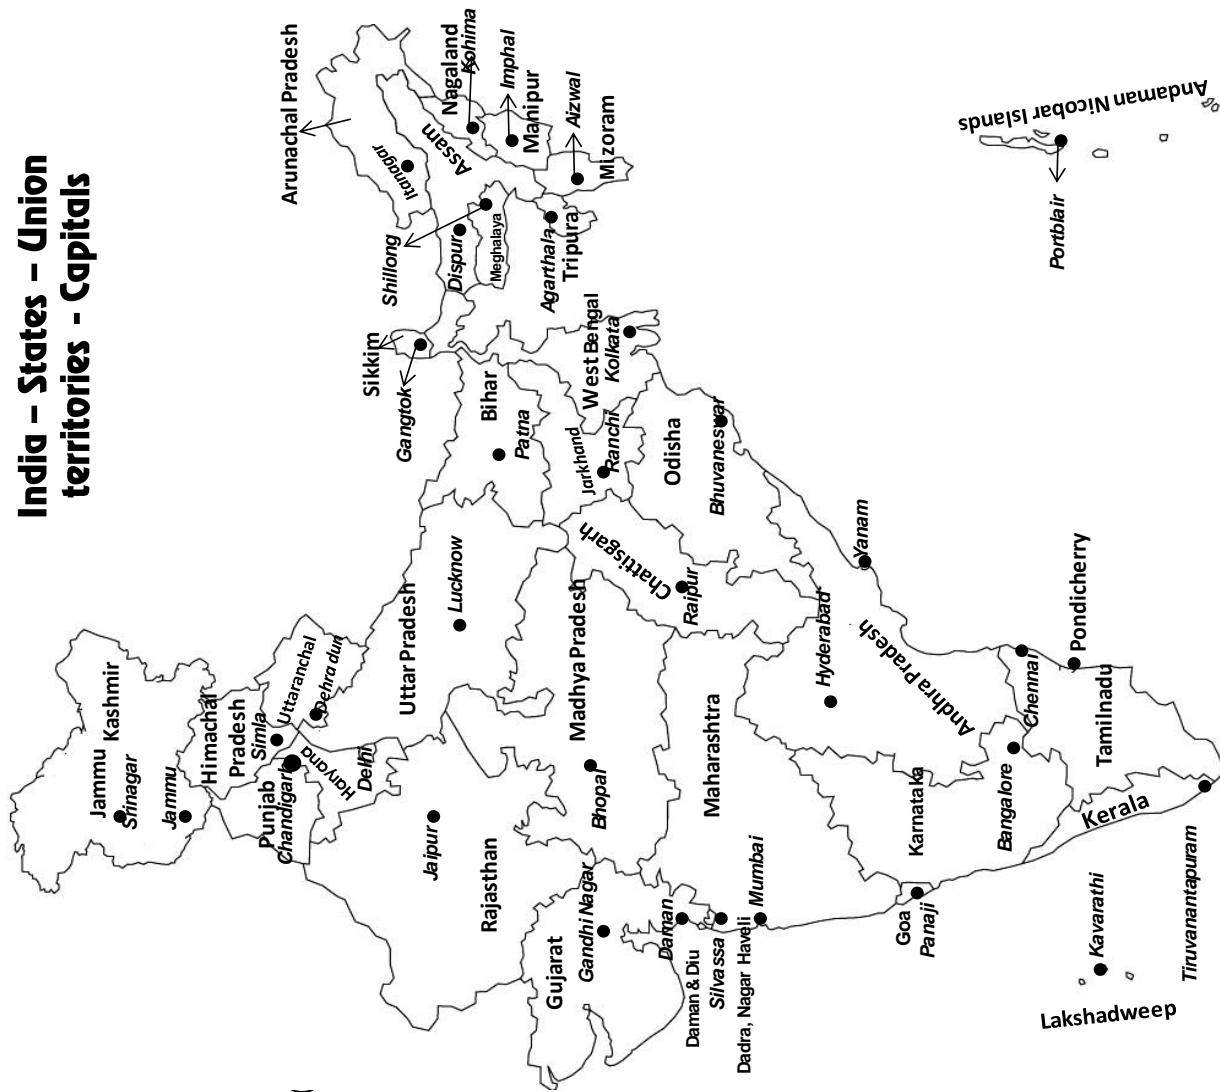 India – States – Union
territories - Capitals
Jammu
Kashmir
Srinagar
Jammu
Himachal
Pradesh
Simla
Punjab
Chandigarh
Uttaranchal
Dehra dun
Haryana
Delhi
Uttar Pradesh
Lucknow
Jaipur
Rajasthan
Arunachal Pradesh
Itanagar
Assam
Nagaland
Kohima
Imphal
Manipur
Aizwal
Mizoram
Shillong
Dispur
Meghalaya
Agarthala
Tripura
Sikkim
Gangtok
Bihar
Patna
Jarkhand
Ranchi
West Bengal
Kolkata
Odisha
Bhuvaneswar
Chattisgarh
Raipur
Madhya Pradesh
Bhopal
Gujarat
Gandhi Nagar
Daman
Daman & Diu
Silvassa
Dadra, Nagar Haveli
Mumbai
Maharashtra
Hyderabad
Andhra Pradesh
Yanam
Goa
Panaji
Karnataka
Bangalore
Chennai
Pondicherry
Tamilnadu
Kerala
Tiruvanantapuram
Kavarathi
Lakshadweep
Andaman Nicobar Islands
Portblair